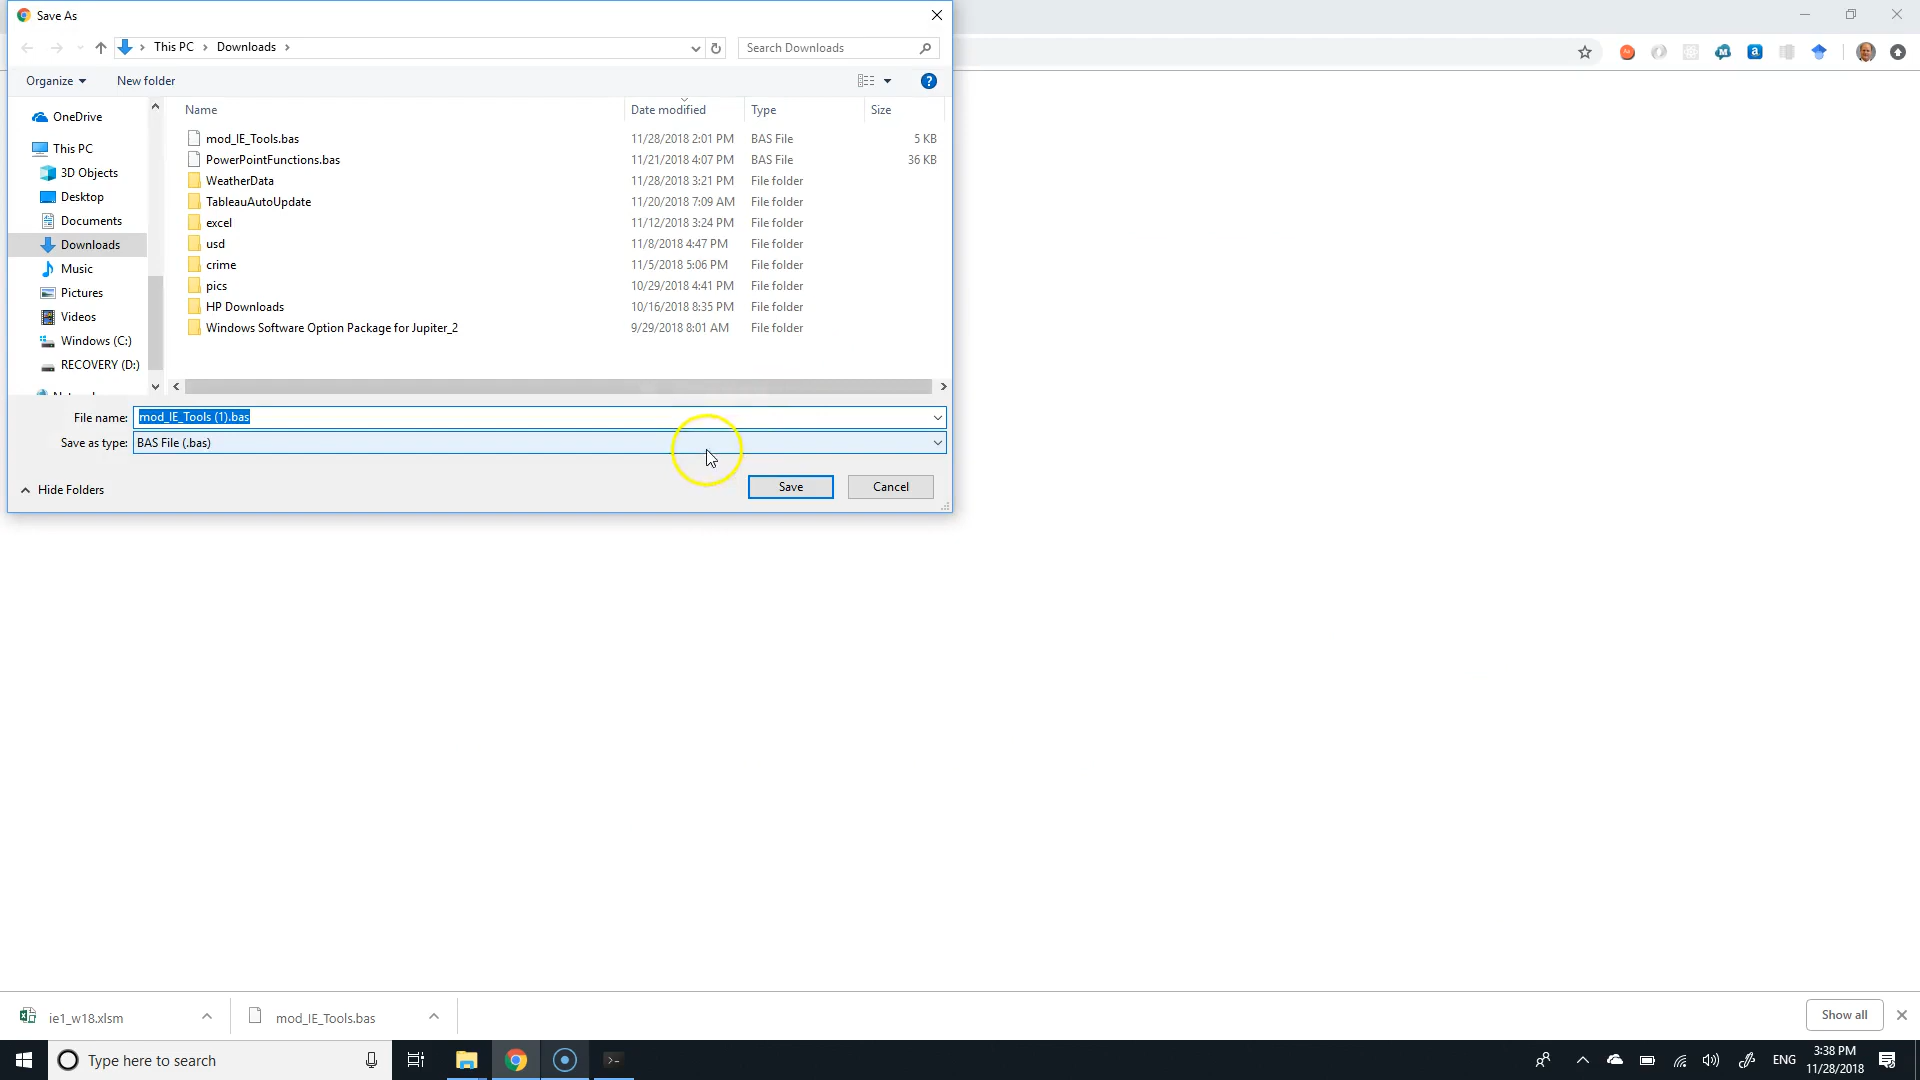 Save As
This PC > Downloads >
Search Downloads
Organize
New folder
Name
Date modified
Type
Size
OneDrive
This PC
3D Objects
Desktop
Documents
Downloads
Music
Pictures
Videos
Windows (C:)
RECOVERY (D:)
mod_IE_Tools.bas 11/28/2018 2:01 PM BAS File 5 KB
PowerPointFunctions.bas 11/21/2018 4:07 PM BAS File 36 KB
WeatherData 11/28/2018 3:21 PM File folder
TableauAutoUpdate 11/20/2018 7:09 AM File folder
excel 11/12/2018 3:24 PM File folder
usd 11/8/2018 4:47 PM File folder
crime 11/5/2018 5:06 PM File folder
pics 10/29/2018 4:41 PM File folder
HP Downloads 10/16/2018 8:35 PM File folder
Windows Software Option Package for Jupiter_2 9/29/2018 8:01 AM File folder
File name: mod_IE_Tools (1).bas
Save as type: BAS File (.bas)
Hide Folders
Save
Cancel
ie1_w18.xlsm
mod_IE_Tools.bas
Show all
Type here to search
ENG
3:38 PM
11/28/2018